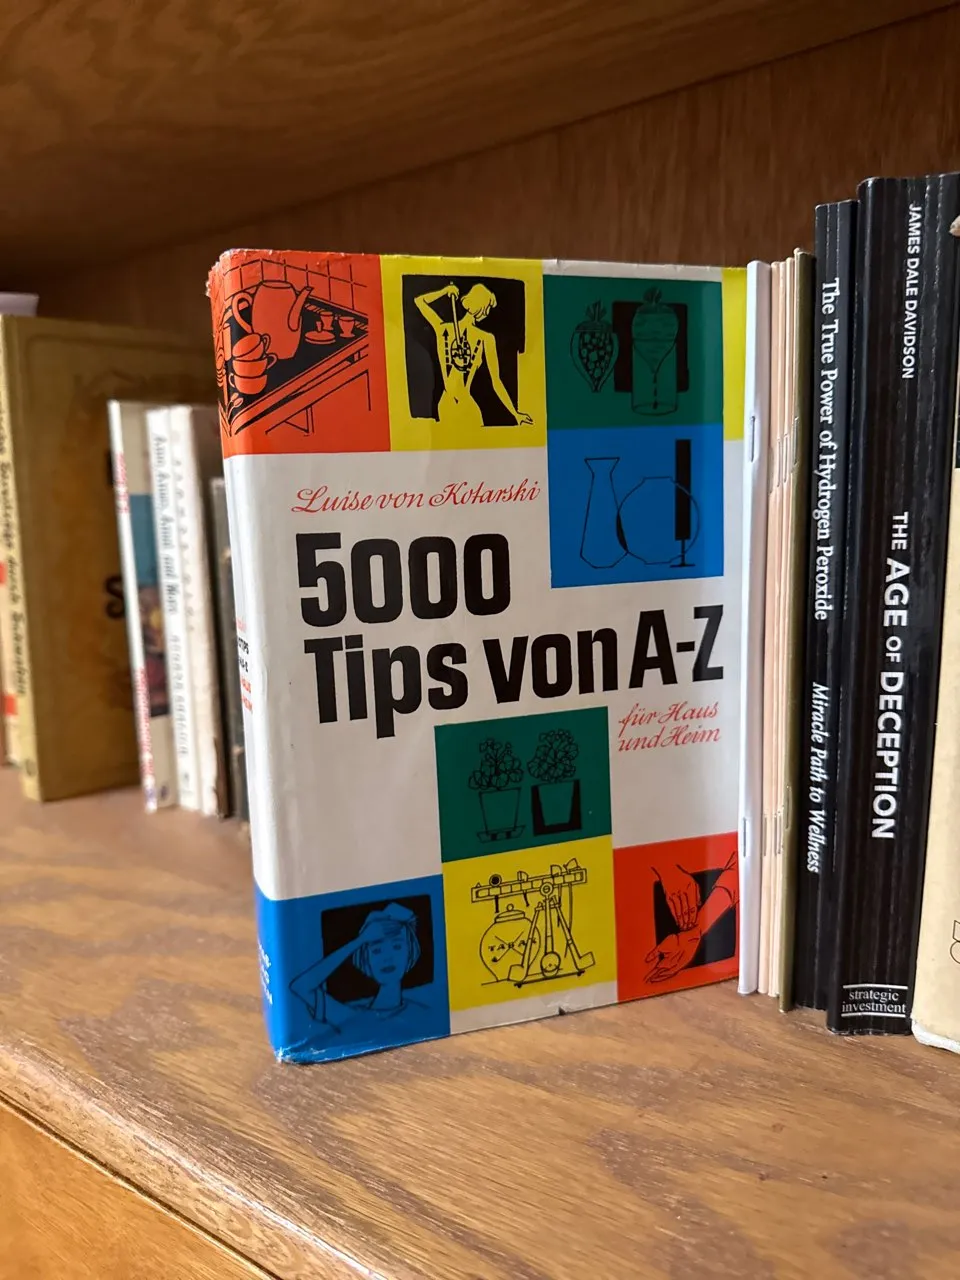 Luise von Kotarski
5000
Tips von A-Z
für Haus
und Heim
TABAK
The True Power of Hydrogen Peroxide
Miracle Path to Wellness
JAMES DALE DAVIDSON
THE AGE OF DECEPTION
strategic
investment